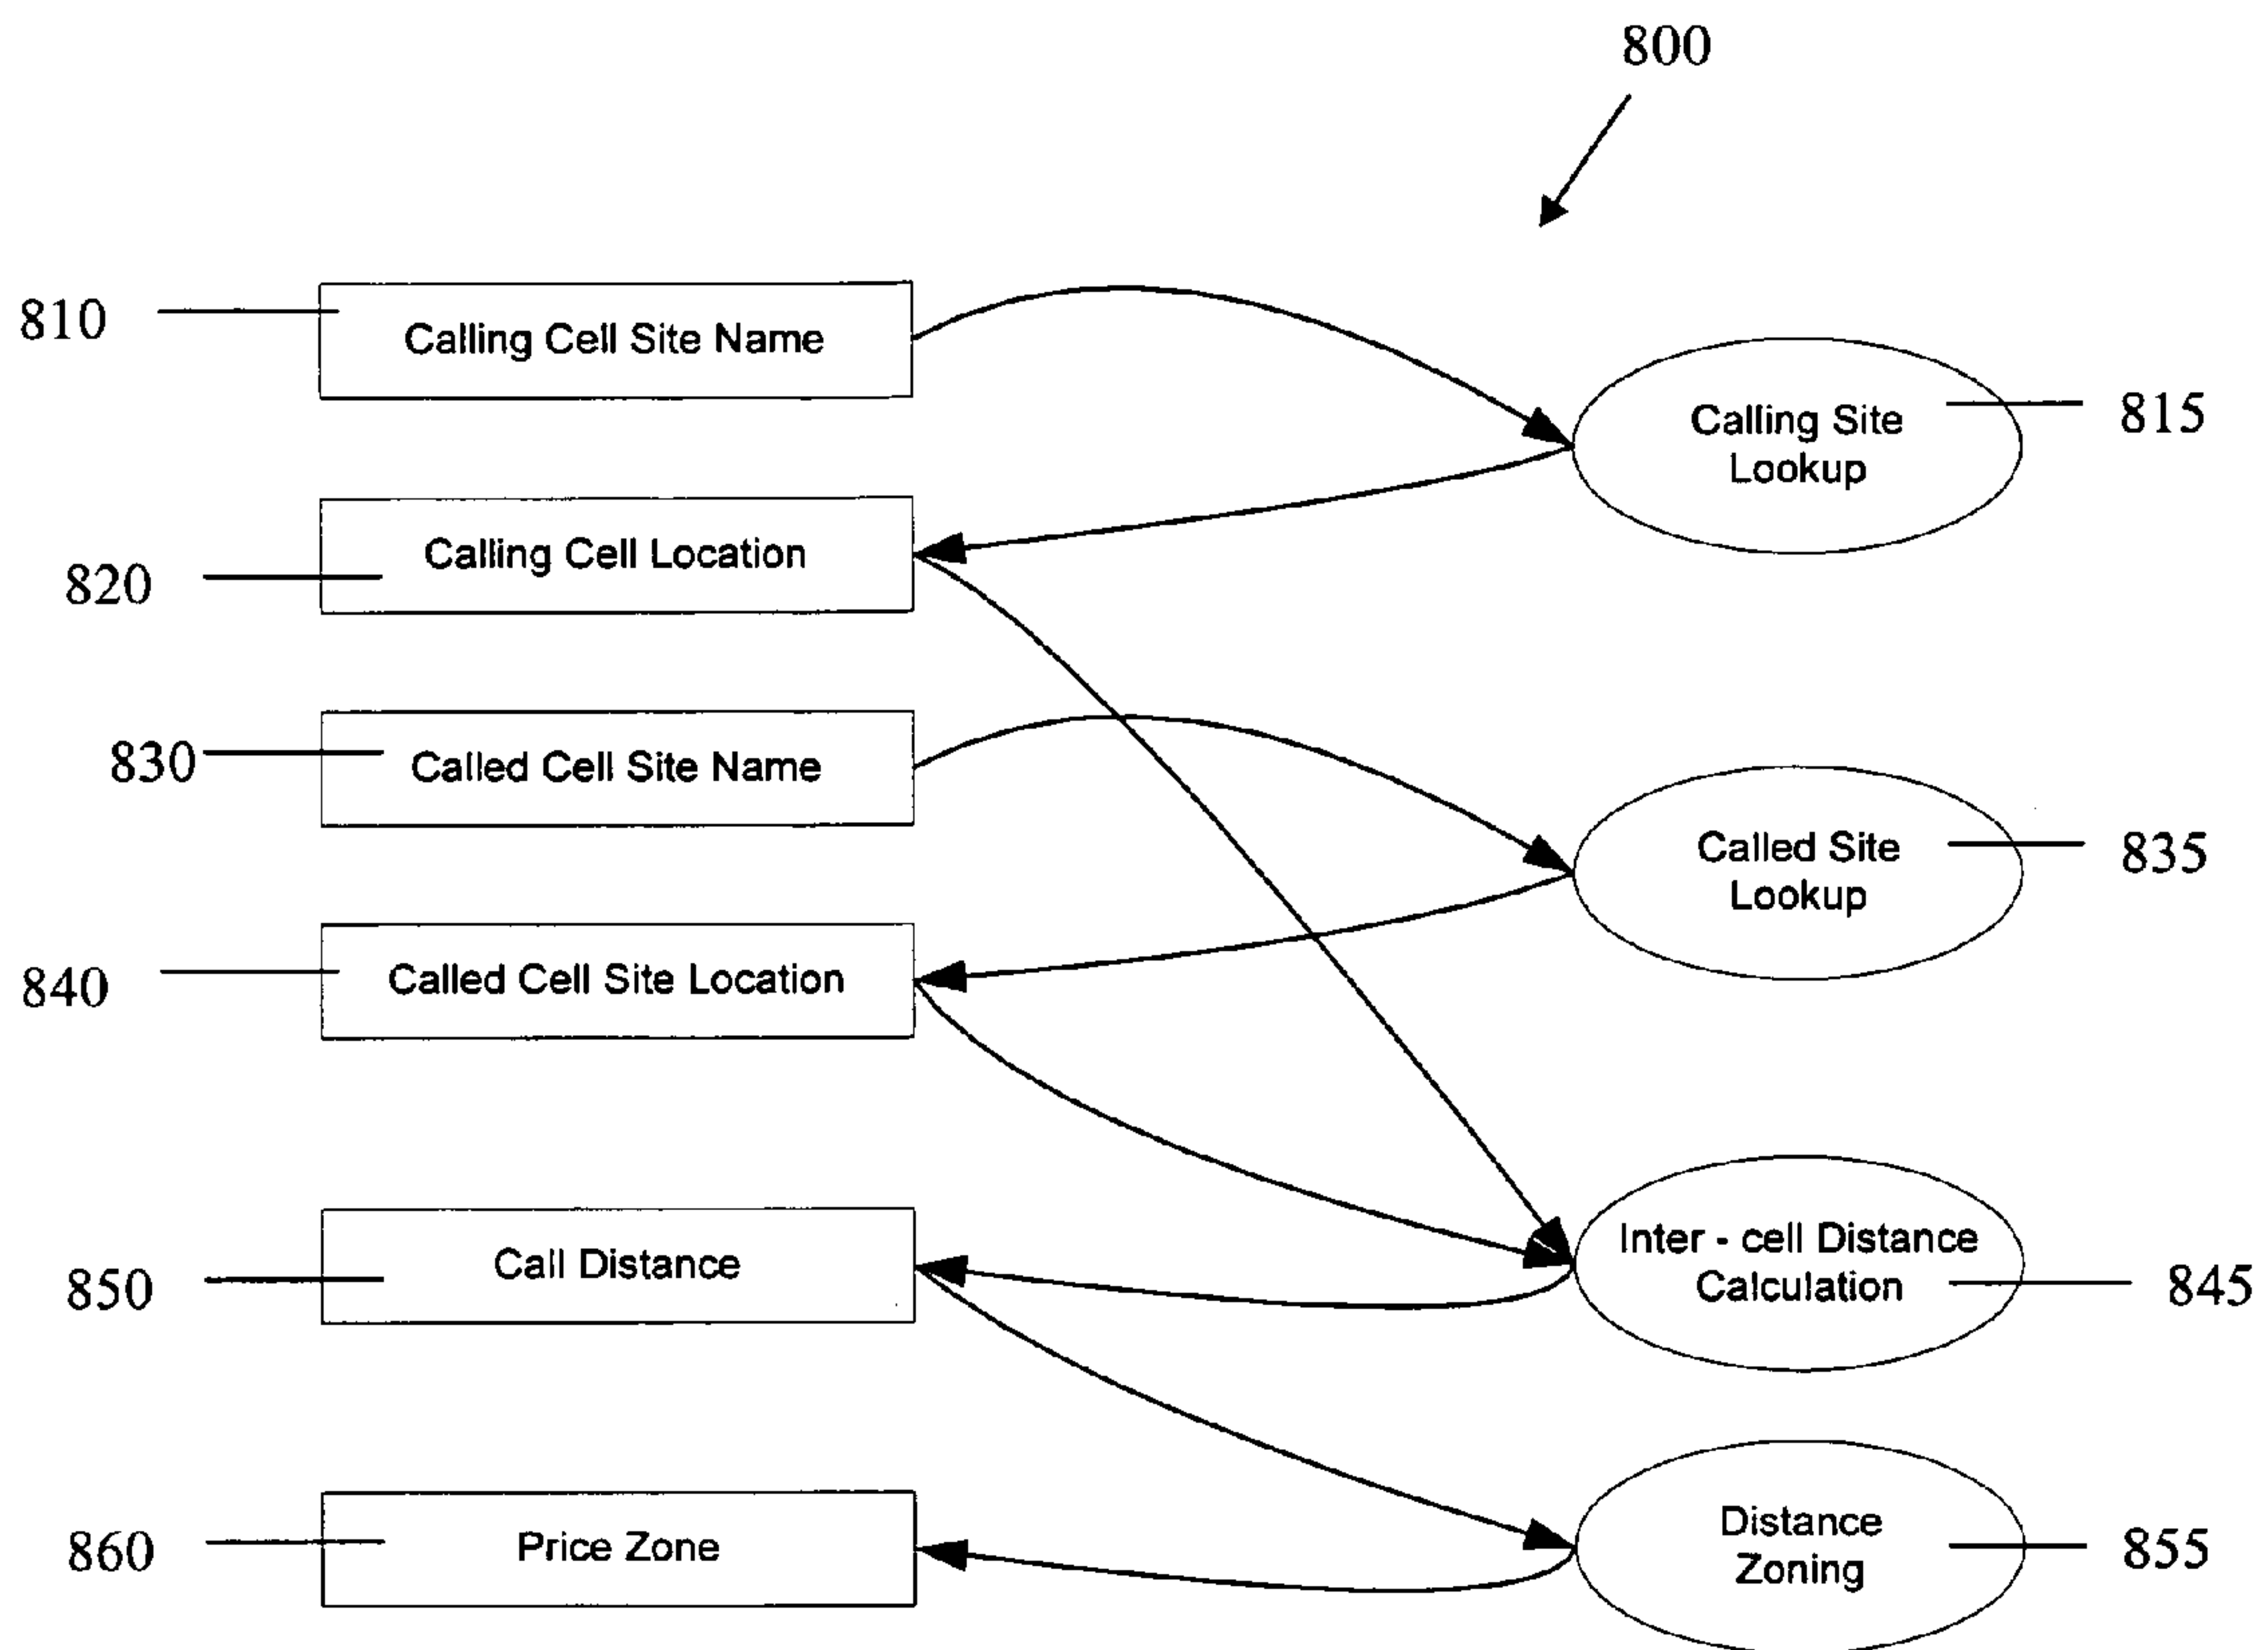 800
810
Calling Cell Site Name
Calling Site
Lookup
815
820
Calling Cell Location
830
Called Cell Site Name
Called Site
Lookup
835
840
Called Cell Site Location
850
Call Distance
Inter - cell Distance
Calculation
845
860
Price Zone
Distance
Zoning
855